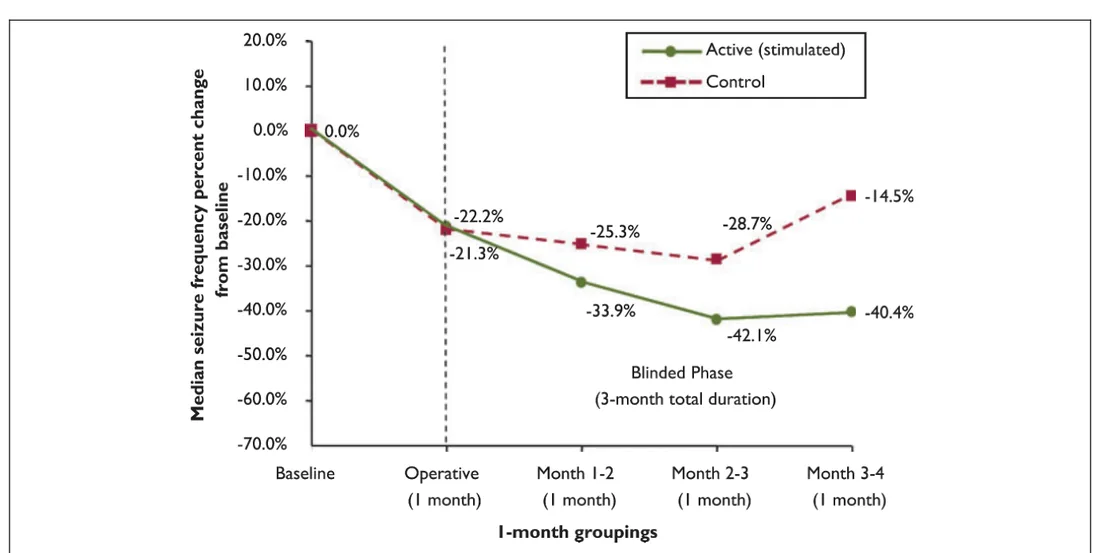 Median seizure frequency percent change
from baseline
20.0%
10.0%
0.0%
-10.0%
-20.0%
-30.0%
-40.0%
-50.0%
-60.0%
-70.0%
Active (stimulated)
Control
0.0%
-22.2%
-21.3%
-25.3%
-28.7%
-14.5%
-33.9%
-42.1%
-40.4%
Blinded Phase
(3-month total duration)
Baseline
Operative
(1 month)
Month 1-2
(1 month)
Month 2-3
(1 month)
Month 3-4
(1 month)
1-month groupings